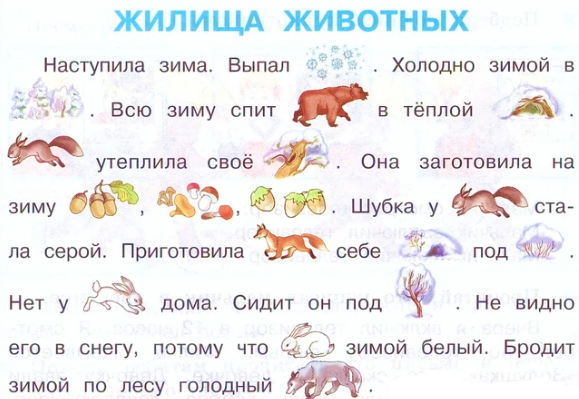 ЖИЛИЩА ЖИВОТНЫХ
Наступила зима. Выпал . Холодно зимой в
. Всю зиму спит в тёплой .
утеплила своё . Она заготовила на
зиму , , . Шубка у ста-
ла серой. Приготовила себе под .
Нет у дома. Сидит он под . Не видно
его в снегу, потому что зимой белый. Бродит
зимой по лесу голодный .